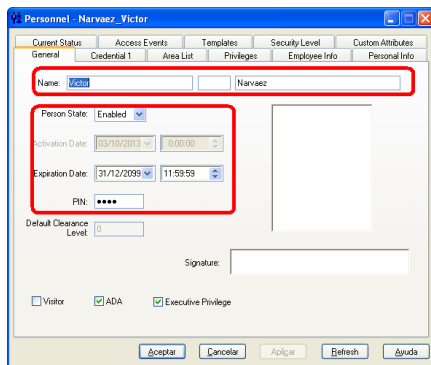 Personnel - Narvaez_Victor
Current Status Access Events Templates Security Level Custom Attributes
General Credential 1 Area List Privileges Employee Info Personal Info
Name: Victor Narvaez
Person State: Enabled
Activation Date: 03/10/2013 0:00:00
Expiration Date: 31/12/2099 11:59:59
PIN: ••••
Default Clearance
Level: 0
Signature:
Visitor ADA Executive Privilege
Aceptar Cancelar Aplicar Refresh Ayuda